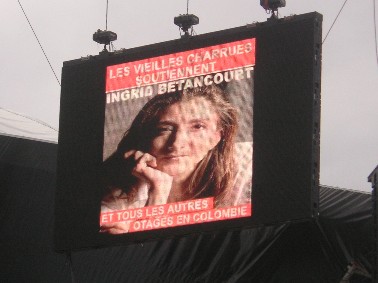 LES VIEILLES CHARRUES
SOUTIENNENT
INGRID BETANCOURT
ET TOUS LES AUTRES
OTAGES EN COLOMBIE